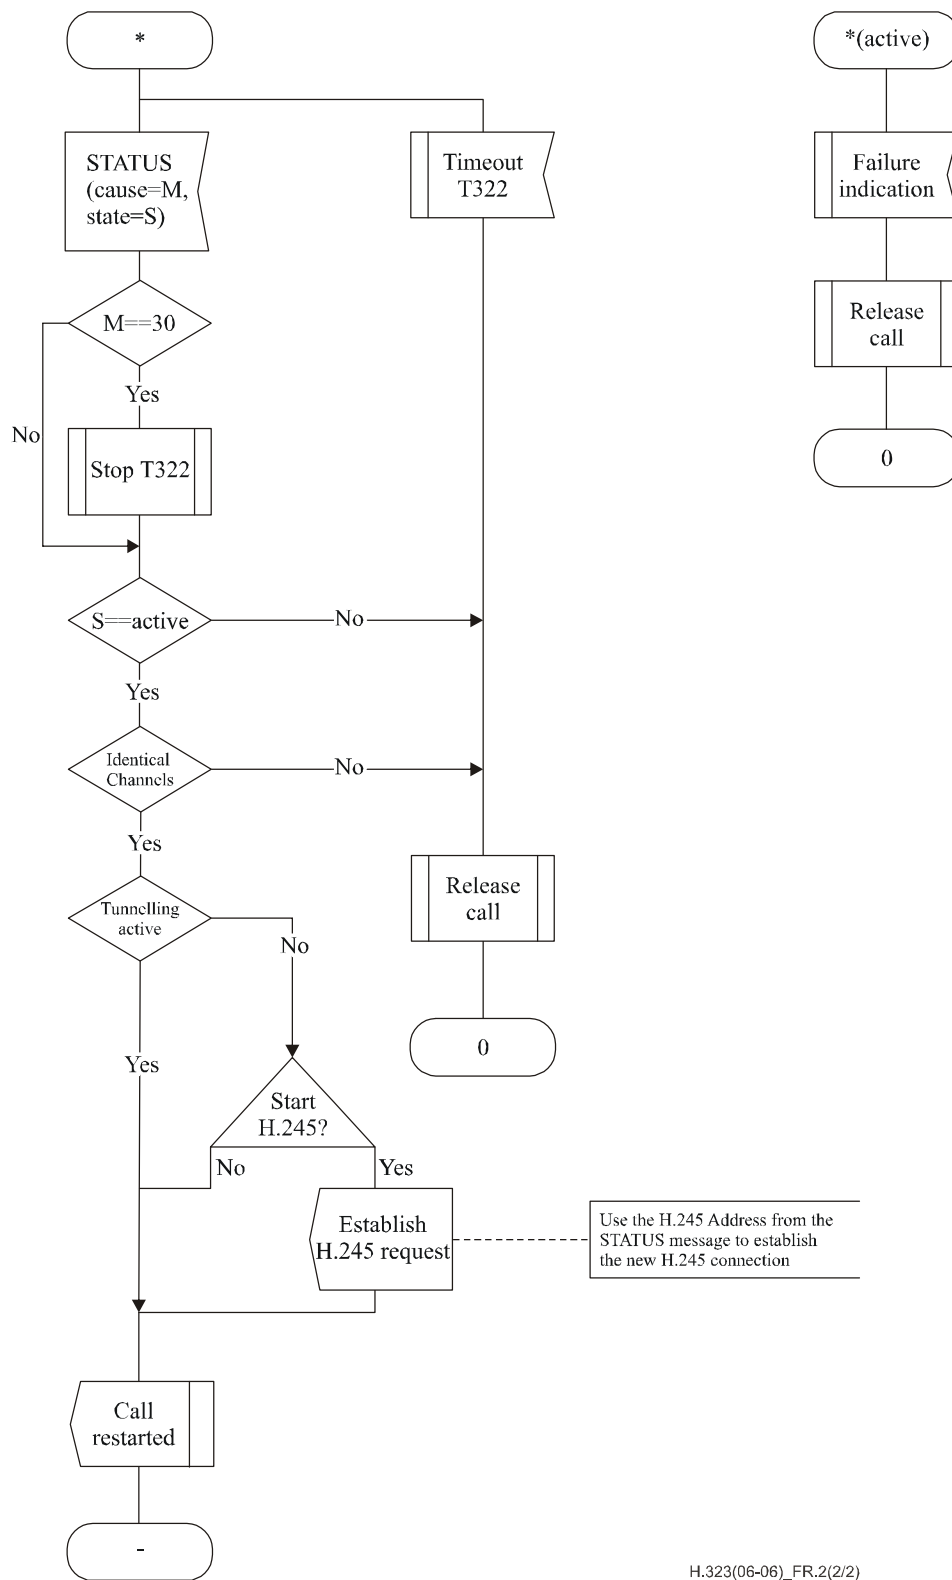 *
*(active)
STATUS
(cause=M,
state=S)
Timeout
T322
Failure
indication
M==30
Release
call
Yes
No
Stop T322
0
S==active
No
Yes
Identical
Channels
No
Yes
Release
call
Tunnelling
active
No
0
Yes
Start
H.245?
No
Yes
Establish
H.245 request
Use the H.245 Address from the
STATUS message to establish
the new H.245 connection
Call
restarted
-
H.323(06-06)_FR.2(2/2)